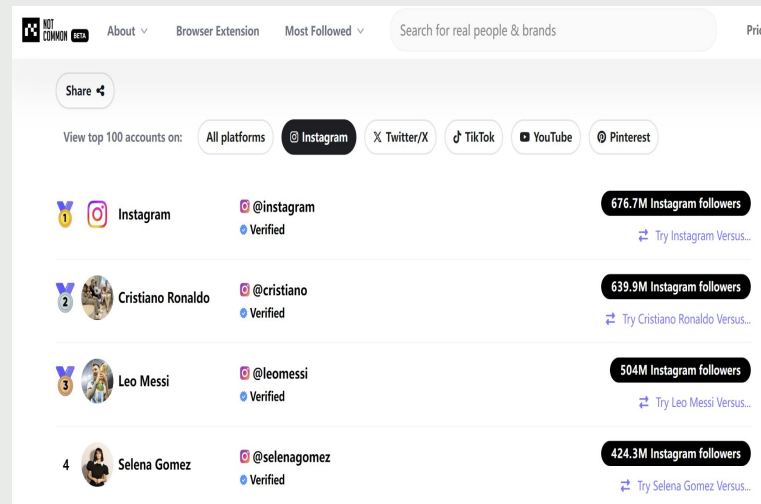 NOT
COMMON BETA
About
Browser Extension
Most Followed
Search for real people & brands
Share
View top 100 accounts on:
All platforms
Instagram
Twitter/X
TikTok
YouTube
Pinterest
1
Instagram
@instagram
Verified
676.7M Instagram followers
Try Instagram Versus...
2
Cristiano Ronaldo
@cristiano
Verified
639.9M Instagram followers
Try Cristiano Ronaldo Versus...
3
Leo Messi
@leomessi
Verified
504M Instagram followers
Try Leo Messi Versus...
4
Selena Gomez
@selenagomez
Verified
424.3M Instagram followers
Try Selena Gomez Versus...